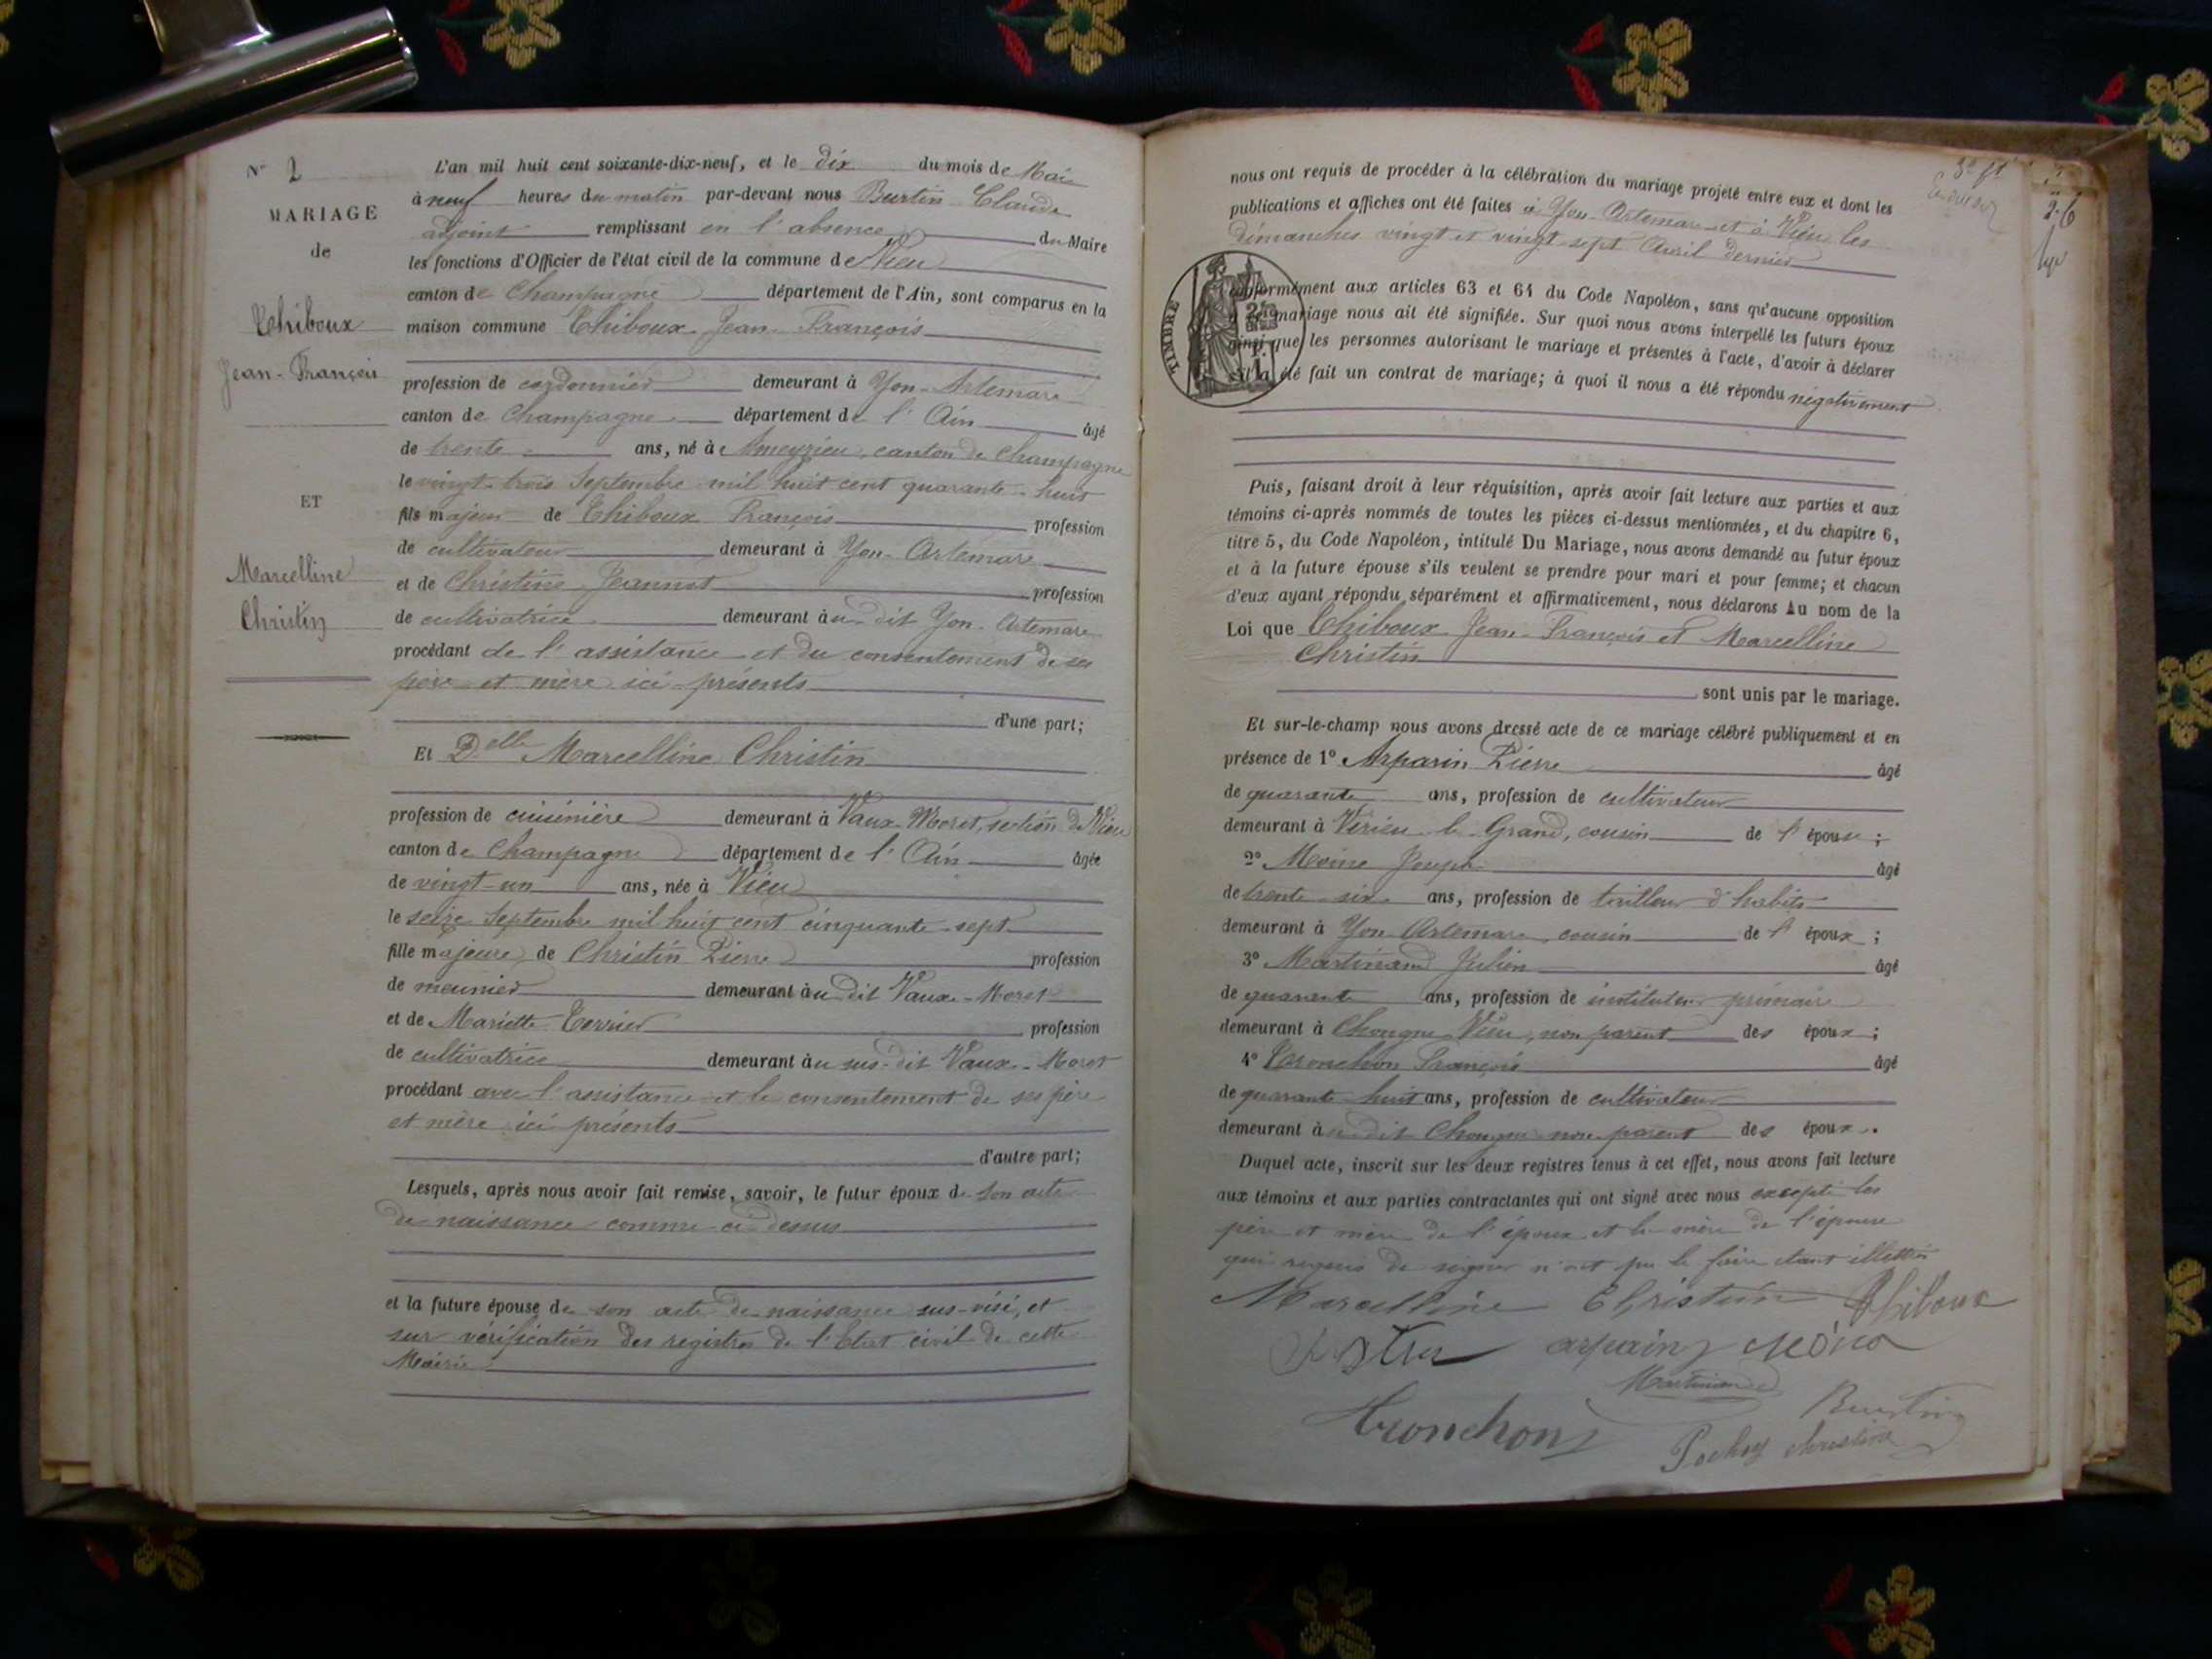 N° 2
MARIAGE
de
Thiboux
Jean-François
ET
Marcelline
Christin
L'an mil huit cent soixante-dix-neuf, et le dix du mois de Mai
à neuf heures du matin par-devant nous Burtin Claude
adjoint remplissant en l'absence du Maire
les fonctions d'Officier de l'état civil de la commune de Vieu
canton de Champagne département de l'Ain, sont comparus en la
maison commune Thiboux Jean-François
profession de cordonnier demeurant à Yon-Artemare
canton de Champagne département de l'Ain âgé
de trente ans, né à Ameyzieu, canton de Champagne
le vingt-trois Septembre mil huit cent quarante-huit
fils majeur de Thiboux François profession
de cultivateur demeurant à Yon-Artemare
et de Christine Jeannot profession
de cultivatrice demeurant au dit Yon-Artemare
procédant de l'assistance et du consentement de ses
père et mère ici présents
d'une part;
Et Delle Marcelline Christin
profession de cuisinière demeurant à Vaux-Moret, section de Vieu
canton de Champagne département de l'Ain âgée
de vingt-un ans, née à Vieu
le seize Septembre mil huit cent cinquante-sept
fille majeure de Christin Pierre profession
de meunier demeurant au dit Vaux-Moret
et de Mariette Terrier profession
de cultivatrice demeurant au sus-dit Vaux-Moret
procédant avec l'assistance et le consentement de ses père
et mère ici présents
d'autre part;
Lesquels, après nous avoir fait remise, savoir, le futur époux de son acte
de naissance comme ci-dessus
et la future épouse de son acte de naissance sus-visé, et
sur vérification des registres de l'Etat civil de cette
Mairie
nous ont requis de procéder à la célébration du mariage projeté entre eux et dont les
publications et affiches ont été faites à Yon-Artemare et à Vieu les
dimanches vingt et vingt-sept Avril dernier
TIMBRE
conformément aux articles 63 et 64 du Code Napoléon, sans qu'aucune opposition
à ce mariage nous ait été signifiée. Sur quoi nous avons interpellé les futurs époux
ainsi que les personnes autorisant le mariage et présentes à l'acte, d'avoir à déclarer
s'il a été fait un contrat de mariage; à quoi il nous a été répondu négativement
Puis, faisant droit à leur réquisition, après avoir fait lecture aux parties et aux
témoins ci-après nommés de toutes les pièces ci-dessus mentionnées, et du chapitre 6,
titre 5, du Code Napoléon, intitulé Du Mariage, nous avons demandé au futur époux
et à la future épouse s'ils veulent se prendre pour mari et pour femme; et chacun
d'eux ayant répondu séparément et affirmativement, nous déclarons Au nom de la
Loi que Thiboux Jean-François et Marcelline
Christin
sont unis par le mariage.
Et sur-le-champ nous avons dressé acte de ce mariage célébré publiquement et en
présence de 1° Arparin Pierre âgé
de quarante ans, profession de cultivateur
demeurant à Virieu le Grand, cousin de l'époux;
2° Moine Joseph âgé
de trente-six ans, profession de tailleur d'habits
demeurant à Yon-Artemare, cousin de l'époux;
3° Martinand Julien âgé
de quarante ans, profession de instituteur primaire
demeurant à Chongne Vieu, non parent des époux;
4° Tronchon François âgé
de quarante-huit ans, profession de cultivateur
demeurant à dit Chongne non parent des époux.
Duquel acte, inscrit sur les deux registres tenus à cet effet, nous avons fait lecture
aux témoins et aux parties contractantes qui ont signé avec nous excepté les
père et mère de l'époux et la mère de l'épouse
qui requis de signer n'ont pu le faire étant illettrés
Marcelline Christin Thiboux
arparin
Martinand
Burtin
tronchon
christine